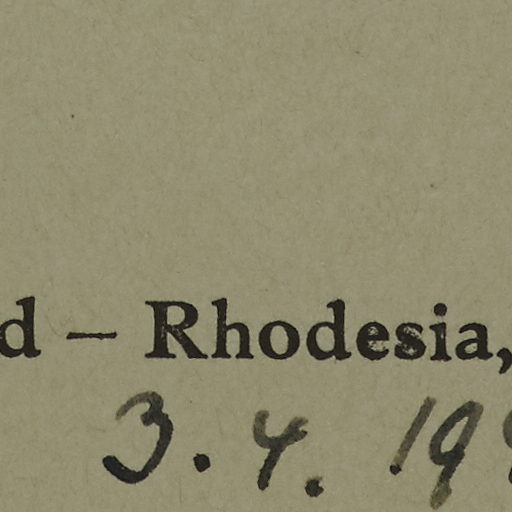 d – Rhodesia,
3. 4. 19